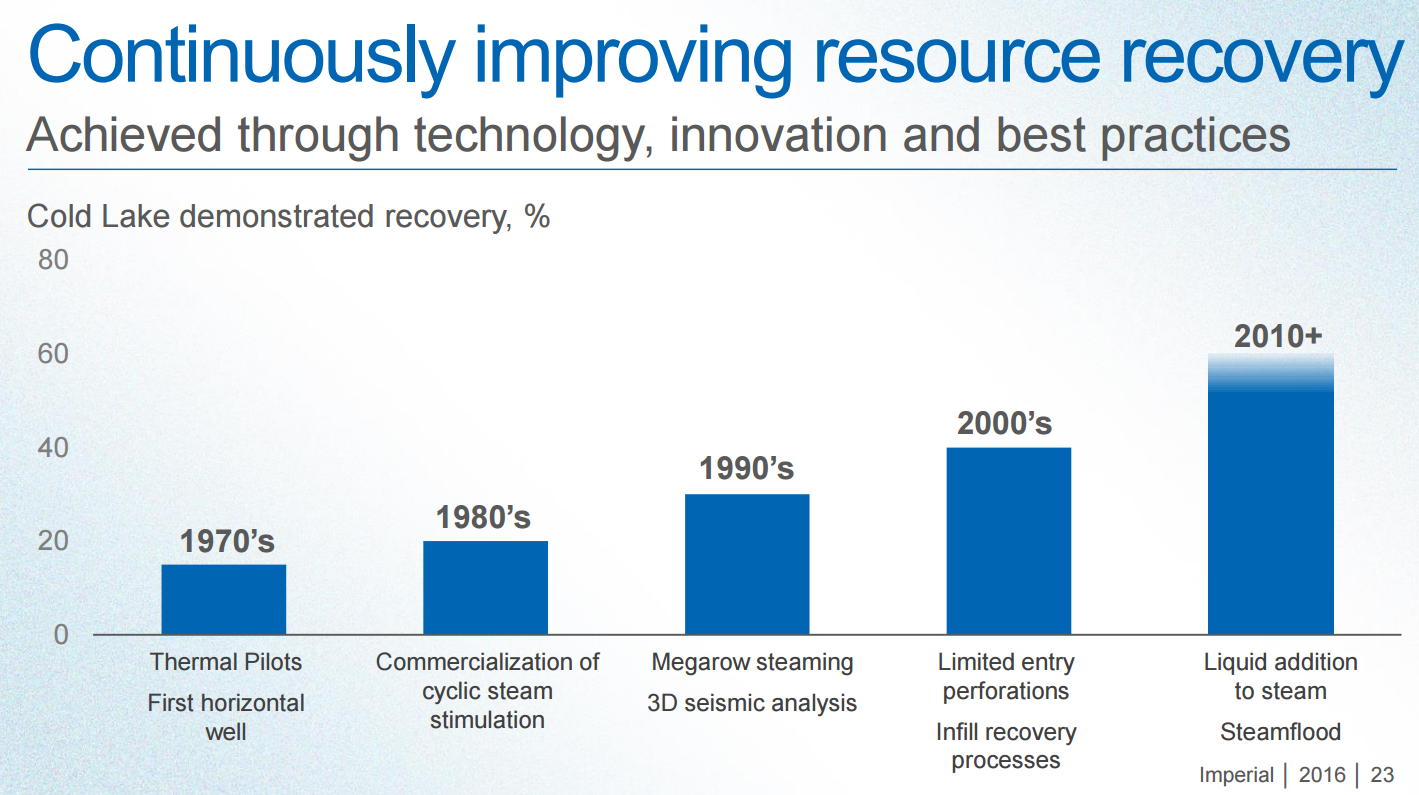 Continuously improving resource recovery
Achieved through technology, innovation and best practices
Cold Lake demonstrated recovery, %
80
60
40
20
0
1970’s
1980’s
1990’s
2000’s
2010+
Thermal Pilots
First horizontal
well
Commercialization of
cyclic steam
stimulation
Megarow steaming
3D seismic analysis
Limited entry
perforations
Infill recovery
processes
Liquid addition
to steam
Steamflood
Imperial | 2016 | 23